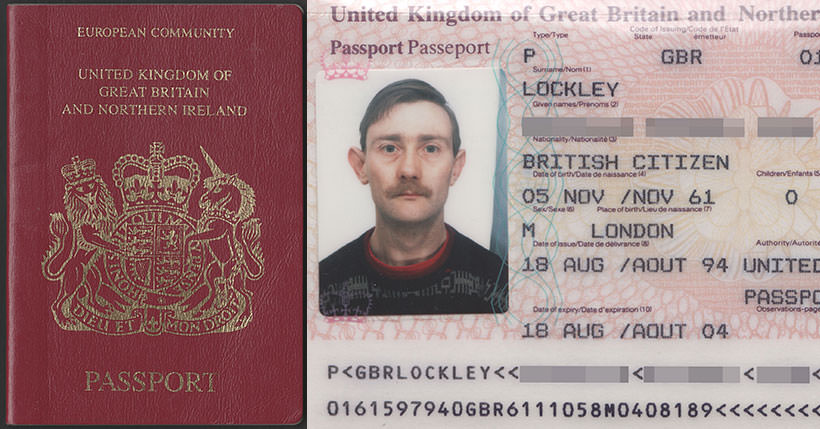 EUROPEAN COMMUNITY
UNITED KINGDOM OF
GREAT BRITAIN
AND NORTHERN IRELAND
DIEU ET MON DROIT
PASSPORT
United Kingdom of Great Britain and Norther
Passport Passeport
Type/Type
Code of Issuing/Code de l'Etat
State émetteur
Passpo
P GBR 01
Surname/Nom(1)
LOCKLEY
Given names/Prénoms (2)
Nationality/Nationalité (3)
BRITISH CITIZEN
Date of birth/Date de naissance (4)
Children/Enfants (5
05 NOV /NOV 61 0
Sex/Sexe (6) Place of birth/Lieu de naissance (7)
M LONDON
Date of issue/Date de délivrance (8)
Authority/Autorité
18 AUG /AOUT 94 UNITED
PASSPO
Date of expiry/Date d'expiration (10)
Observations-page
18 AUG /AOUT 04
P<GBRLOCKLEY<< < <
0161597940GBR6111058M0408189<<<<<<<